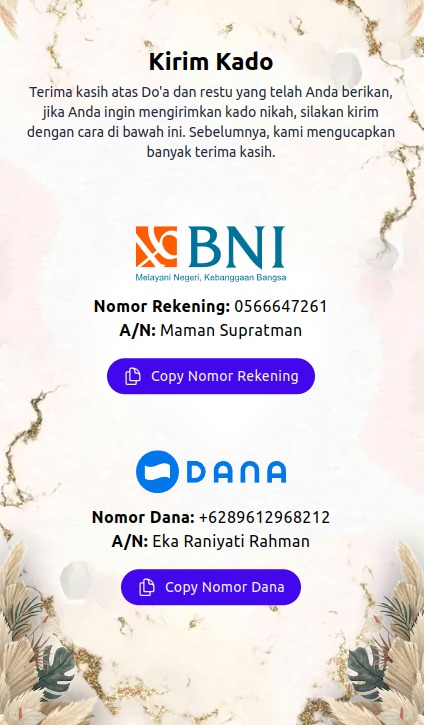 Kirim Kado
Terima kasih atas Do'a dan restu yang telah Anda berikan,
jika Anda ingin mengirimkan kado nikah, silakan kirim
dengan cara di bawah ini. Sebelumnya, kami mengucapkan
banyak terima kasih.
BNI
Melayani Negeri, Kebanggaan Bangsa
Nomor Rekening: 0566647261
A/N: Maman Supratman
Copy Nomor Rekening
DANA
Nomor Dana: +6289612968212
A/N: Eka Raniyati Rahman
Copy Nomor Dana